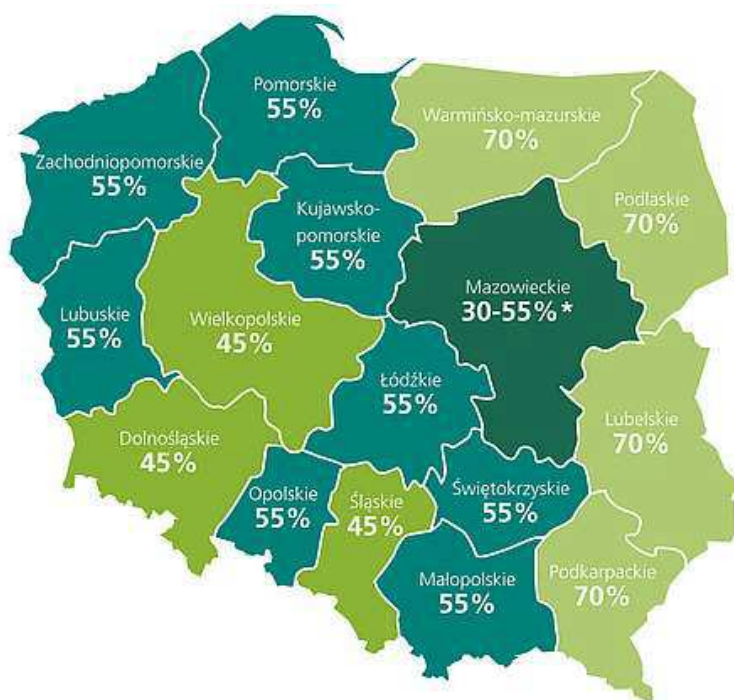 Pomorskie
55%
Warmińsko-mazurskie
70%
Zachodniopomorskie
55%
Podlaskie
70%
Kujawsko-
pomorskie
55%
Mazowieckie
30-55%*
Lubuskie
55%
Wielkopolskie
45%
Łódźkie
55%
Lubelskie
70%
Dolnośląskie
45%
Opolskie
55%
Śląskie
45%
Świętokrzyskie
55%
Małopolskie
55%
Podkarpackie
70%